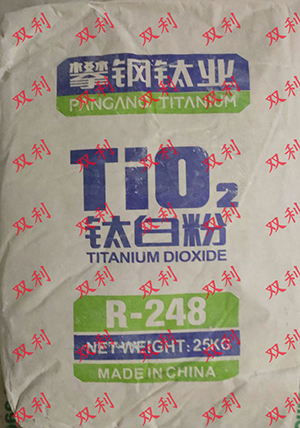 攀钢钛业
PANGANG TITANIUM
TiO₂
钛白粉
TITANIUM DIOXIDE
R-248
NET WEIGHT: 25KG
MADE IN CHINA
双利